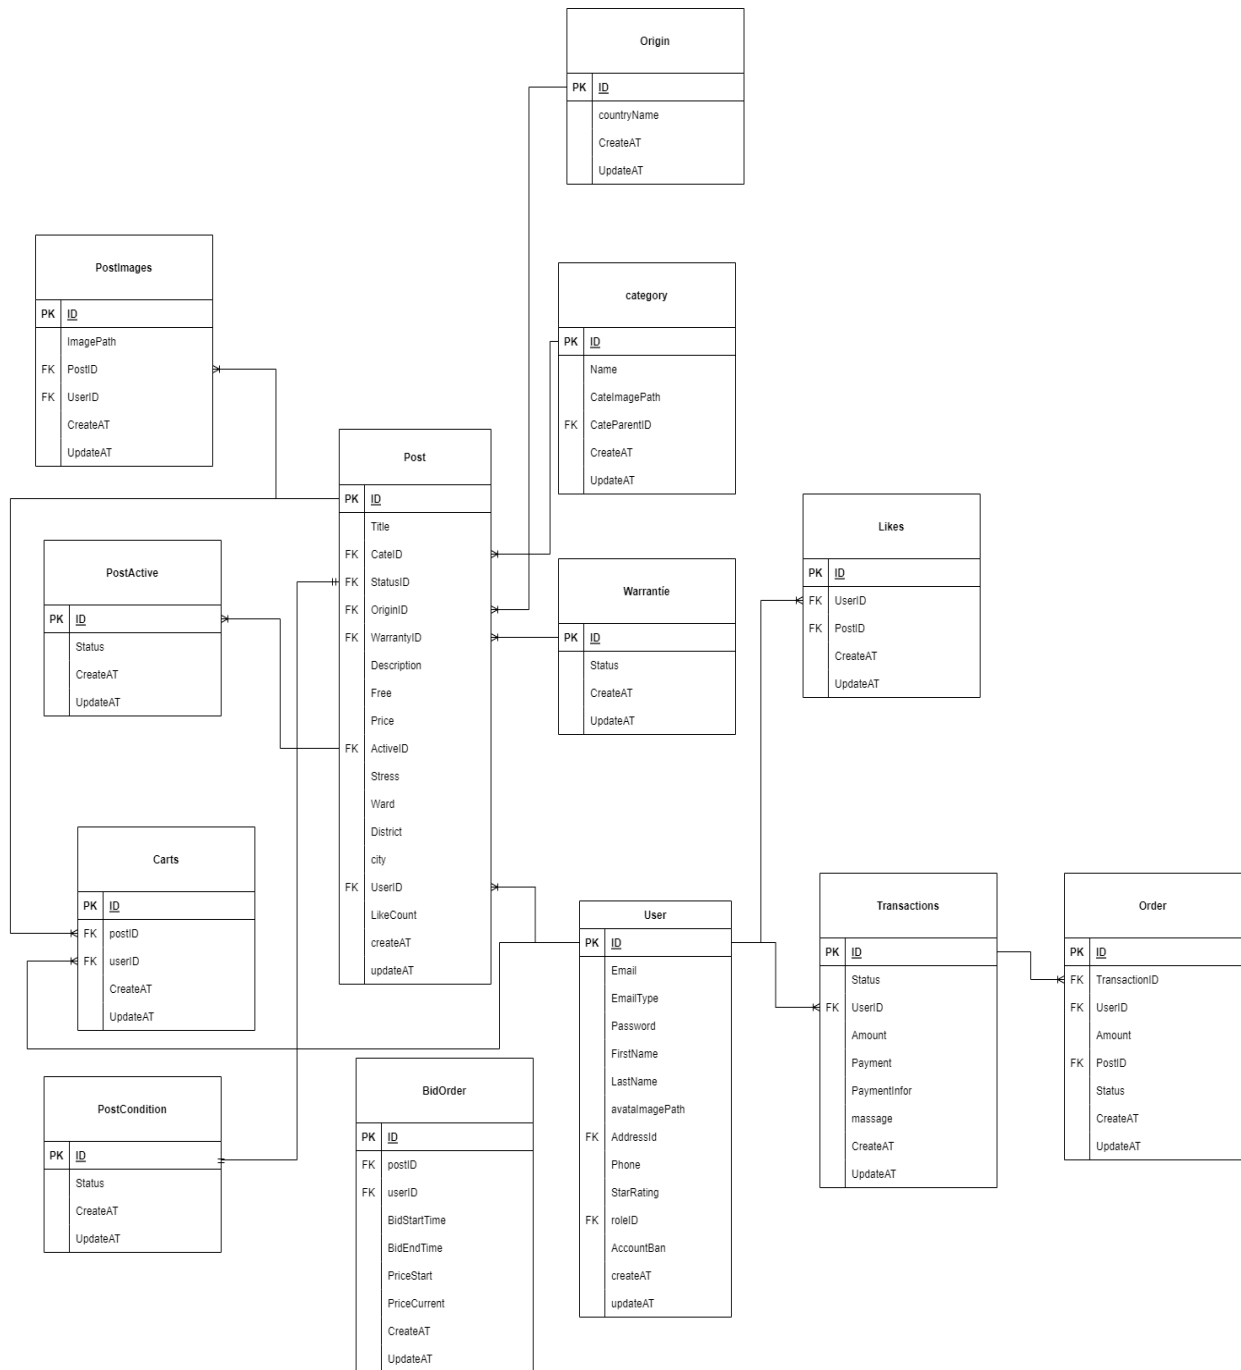 Origin
PK ID
countryName
CreateAT
UpdateAT
PostImages
PK ID
ImagePath
FK PostID
FK UserID
CreateAT
UpdateAT
category
PK ID
Name
CateImagePath
FK CateParentID
CreateAT
UpdateAT
Post
PK ID
Title
FK CateID
FK StatusID
FK OriginID
FK WarrantyID
Description
Free
Price
FK ActiveID
Stress
Ward
District
city
FK UserID
LikeCount
createAT
updateAT
Likes
PK ID
FK UserID
FK PostID
CreateAT
UpdateAT
PostActive
PK ID
Status
CreateAT
UpdateAT
Warrantie
PK ID
Status
CreateAT
UpdateAT
Carts
PK ID
FK postID
FK userID
CreateAT
UpdateAT
User
PK ID
Email
EmailType
Password
FirstName
LastName
avataImagePath
FK AddressId
Phone
StarRating
FK roleID
AccountBan
createAT
updateAT
Transactions
PK ID
Status
FK UserID
Amount
Payment
PaymentInfor
massage
CreateAT
UpdateAT
Order
PK ID
FK TransactionID
FK UserID
Amount
FK PostID
Status
CreateAT
UpdateAT
PostCondition
PK ID
Status
CreateAT
UpdateAT
BidOrder
PK ID
FK postID
FK userID
BidStartTime
BidEndTime
PriceStart
PriceCurrent
CreateAT
UpdateAT